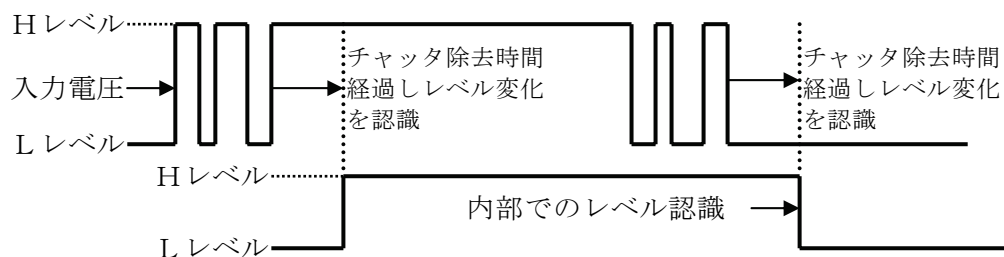 Hレベル
チャッタ除去時間
経過しレベル変化
を認識
チャッタ除去時間
経過しレベル変化
を認識
入力電圧
Lレベル
Hレベル
内部でのレベル認識
Lレベル